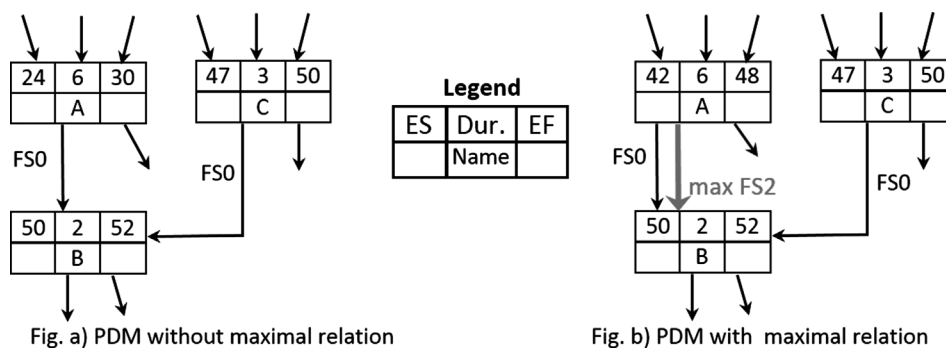 24 6 30
A
47 3 50
C
FS0
FS0
50 2 52
B
Fig. a) PDM without maximal relation
Legend
ES Dur. EF
Name
42 6 48
A
47 3 50
C
FS0
max FS2
FS0
50 2 52
B
Fig. b) PDM with maximal relation